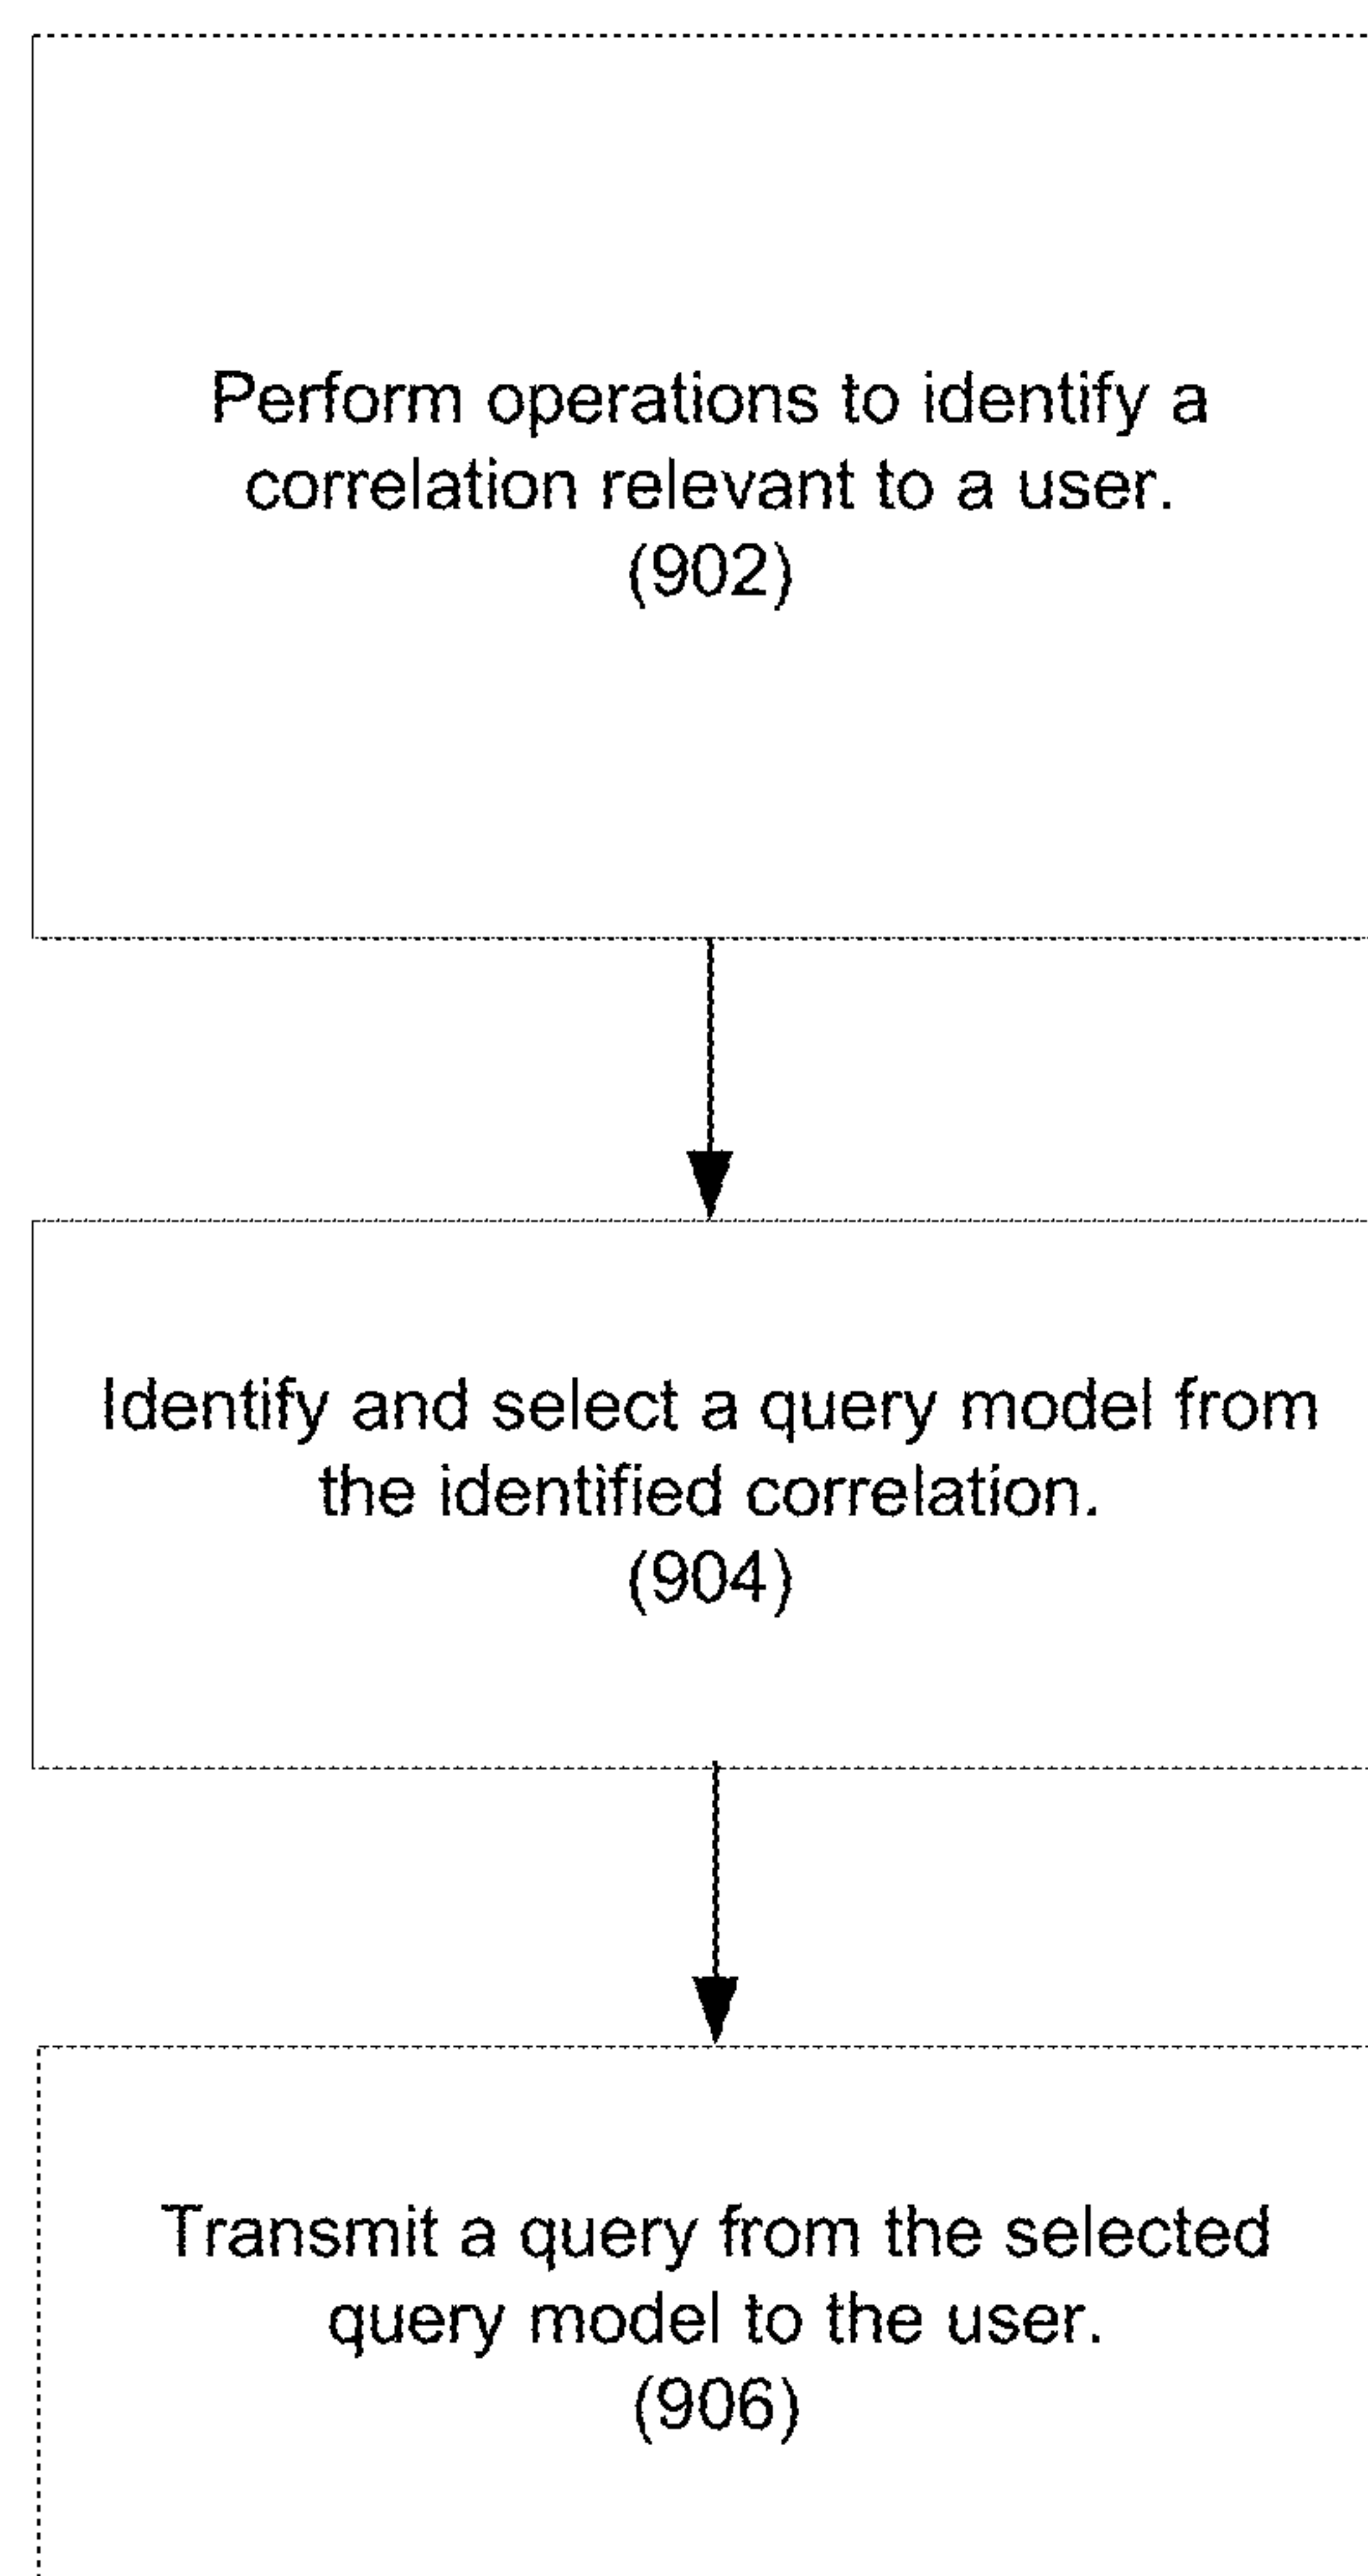 Perform operations to identify a
correlation relevant to a user.
(902)
Identify and select a query model from
the identified correlation.
(904)
Transmit a query from the selected
query model to the user.
(906)